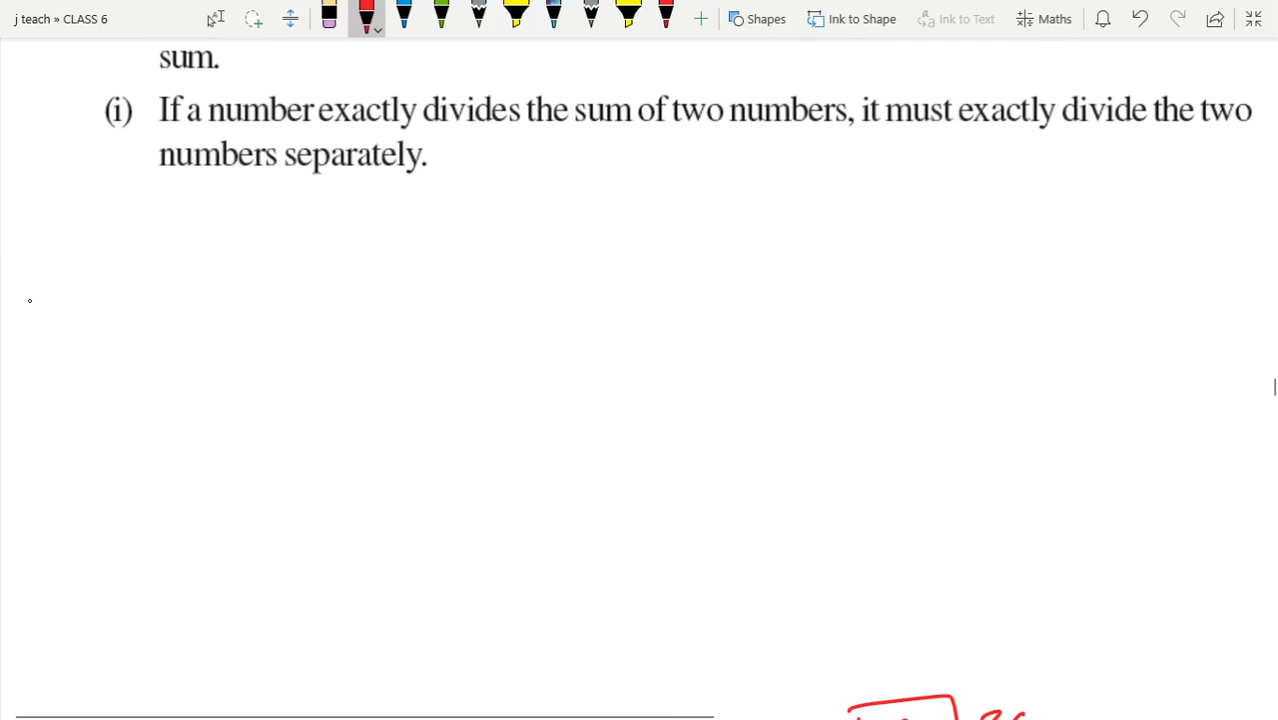 j teach » CLASS 6
Shapes
Ink to Shape
Ink to Text
Maths
sum.
(i) If a number exactly divides the sum of two numbers, it must exactly divide the two
numbers separately.